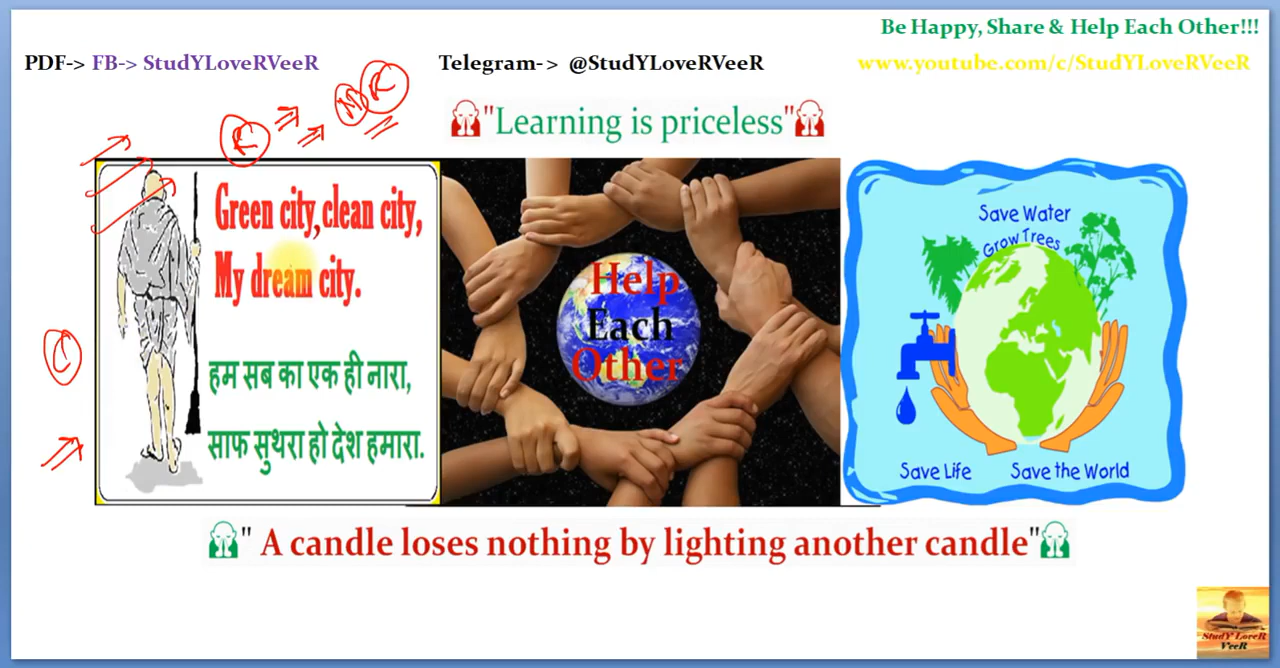 Be Happy, Share & Help Each Other!!!
PDF-> FB-> StudYLoveRVeeR
Telegram-> @StudYLoveRVeeR
www.youtube.com/c/StudYLoveRVeeR
R
MR
"Learning is priceless"
Green city,clean city,
My dream city.
हम सब का एक ही नारा,
साफ सुथरा हो देश हमारा.
C
Help
Each
Other
Save Water
Grow Trees
Save Life
Save the World
" A candle loses nothing by lighting another candle"
StudY LoveR
VeeR